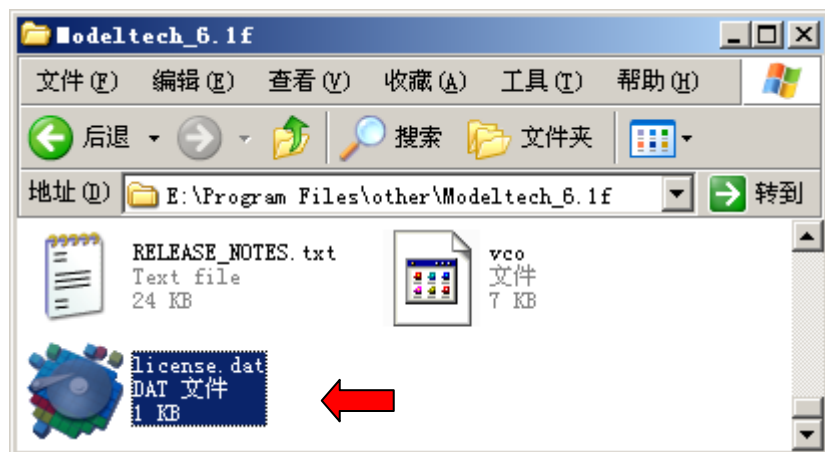 Modeltech_6.1f
文件(F) 编辑(E) 查看(V) 收藏(A) 工具(T) 帮助(H)
后退 搜索 文件夹
地址(D) E:\Program Files\other\Modeltech_6.1f 转到
RELEASE_NOTES.txt
Text file
24 KB
vco
文件
7 KB
license.dat
DAT 文件
1 KB